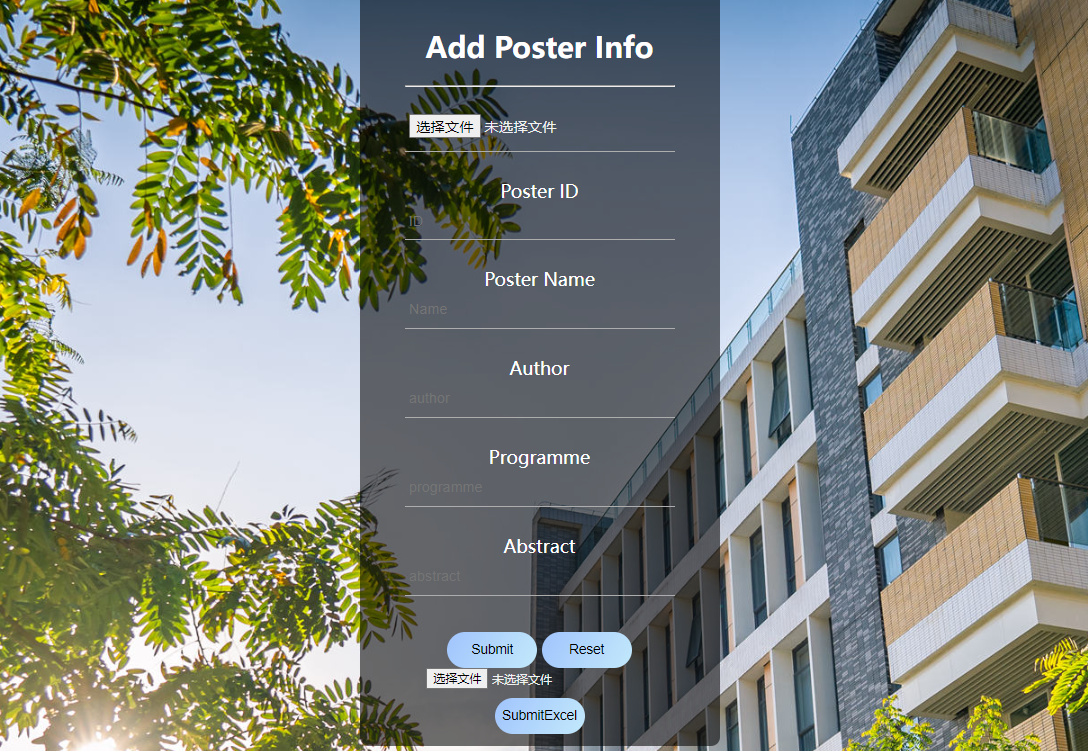 Add Poster Info
选择文件 未选择文件
Poster ID
ID
Poster Name
Name
Author
author
Programme
programme
Abstract
abstract
Submit Reset
选择文件 未选择文件
SubmitExcel